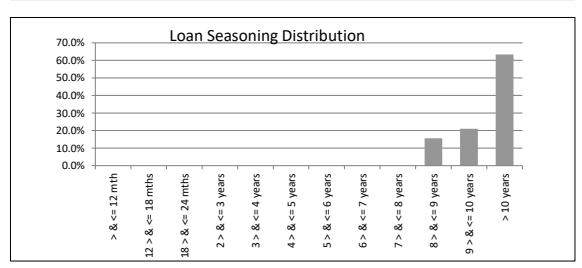 Loan Seasoning Distribution
70.0%
60.0%
50.0%
40.0%
30.0%
20.0%
10.0%
0.0%
> & <= 12 mth
12 > & <= 18 mths
18 > & <= 24 mths
2 > & <= 3 years
3 > & <= 4 years
4 > & <= 5 years
5 > & <= 6 years
6 > & <= 7 years
7 > & <= 8 years
8 > & <= 9 years
9 > & <= 10 years
> 10 years